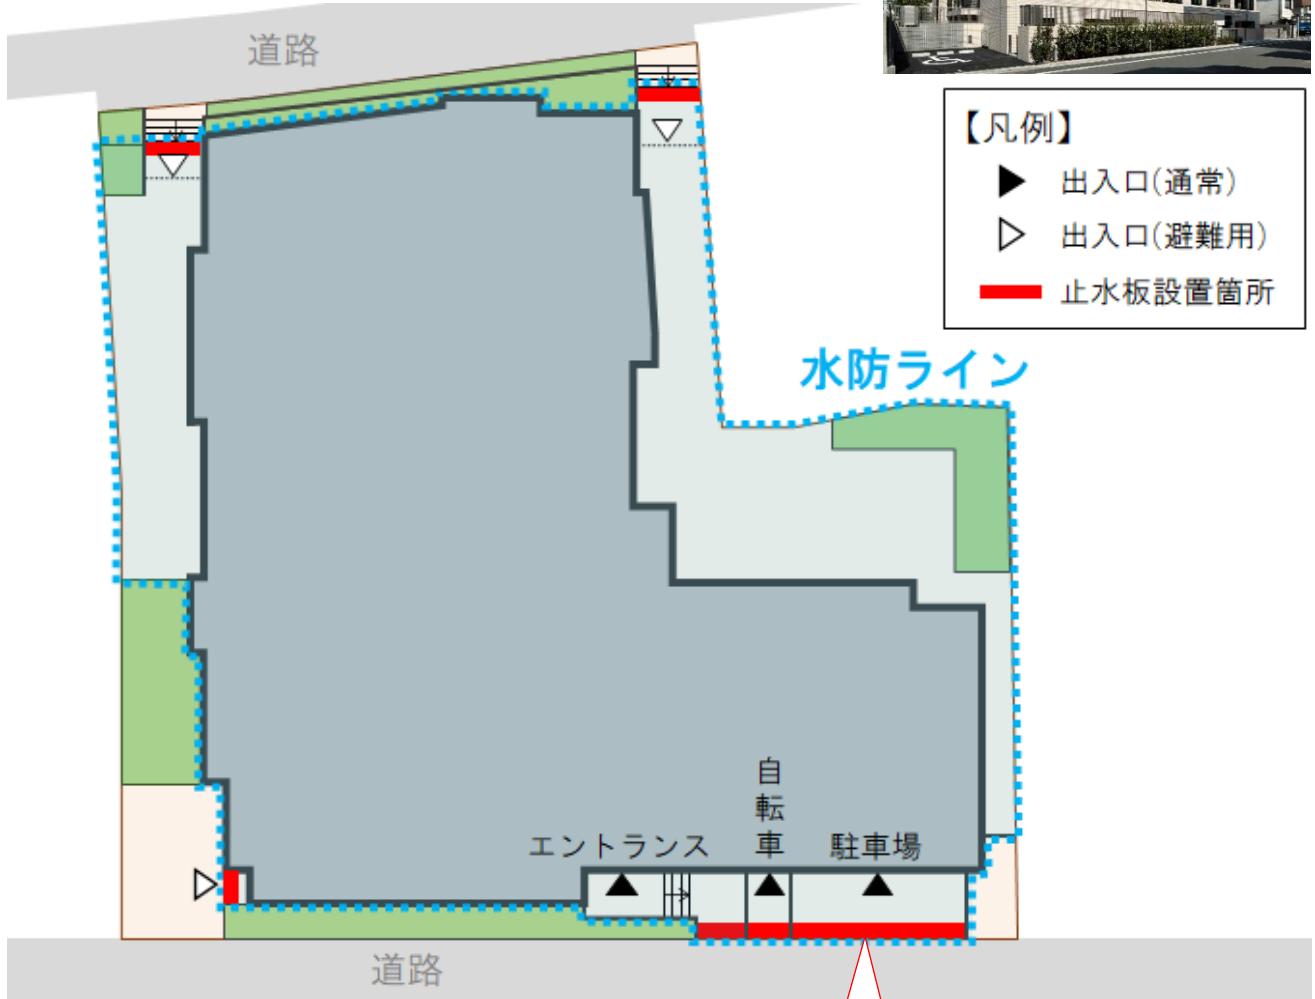 道路
【凡例】
出入口(通常)
出入口(避難用)
止水板設置箇所
水防ライン
自転車
エントランス
駐車場
道路